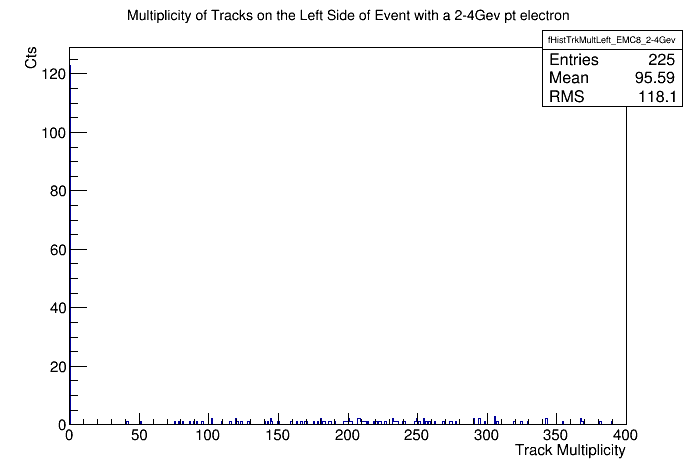 Multiplicity of Tracks on the Left Side of Event with a 2-4Gev pt electron
fHistTrkMultLeft_EMC8_2-4Gev
Entries 225
Mean 95.59
RMS 118.1
Cts
120
100
80
60
40
20
0
0 50 100 150 200 250 300 350 400
Track Multiplicity